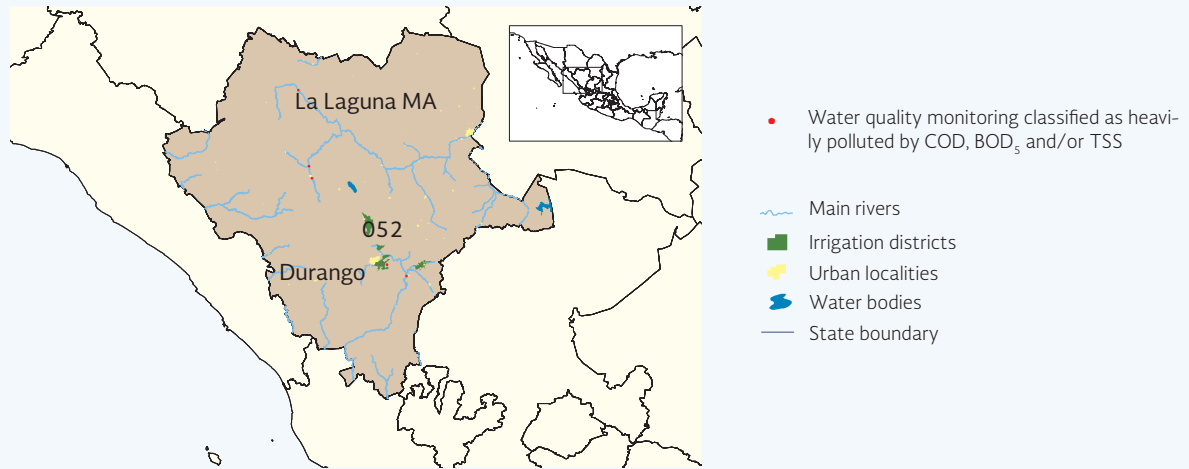 La Laguna MA
052
Durango
Water quality monitoring classified as heavi-
ly polluted by COD, BOD₅ and/or TSS
Main rivers
Irrigation districts
Urban localities
Water bodies
State boundary